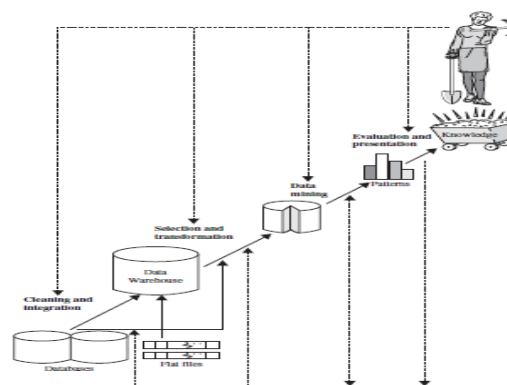 Evaluation and
presentation
Knowledge
Patterns
Data
mining
Selection and
transformation
Data
Warehouse
Cleaning and
integration
Databases
Flat files